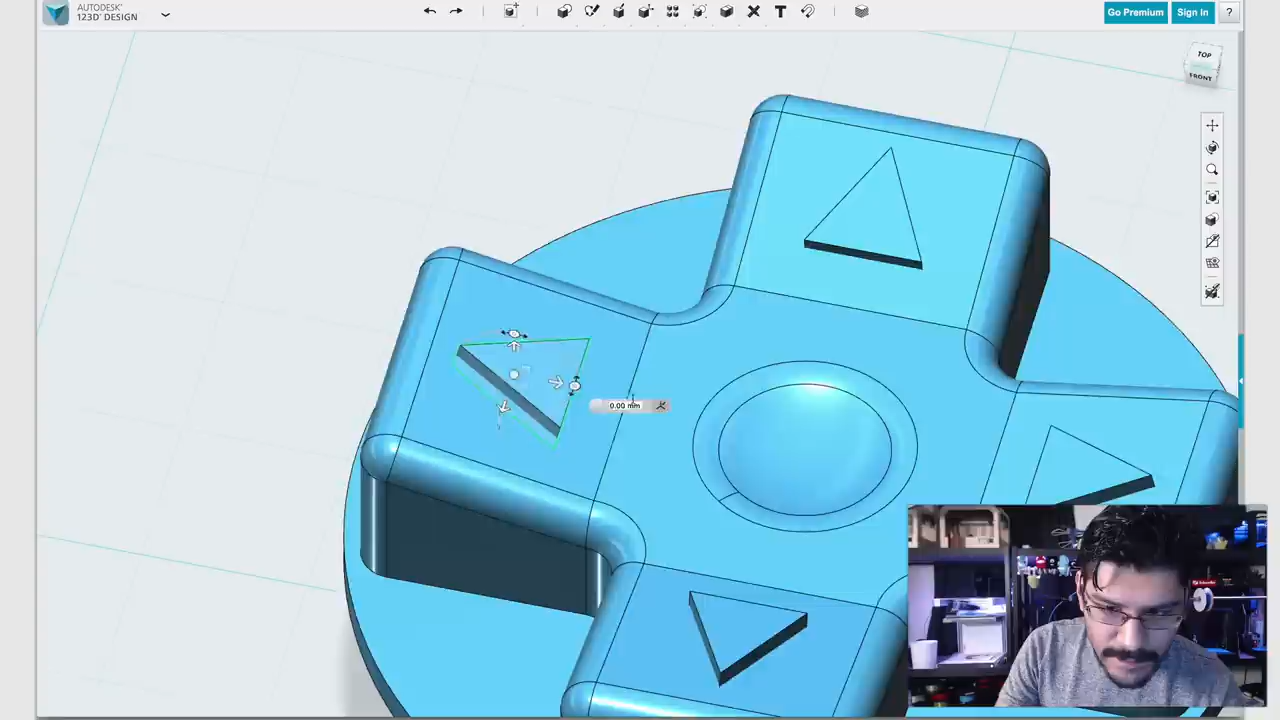 AUTODESK®
123D® DESIGN
Go Premium
Sign In
?
TOP
FRONT
0.00 mm